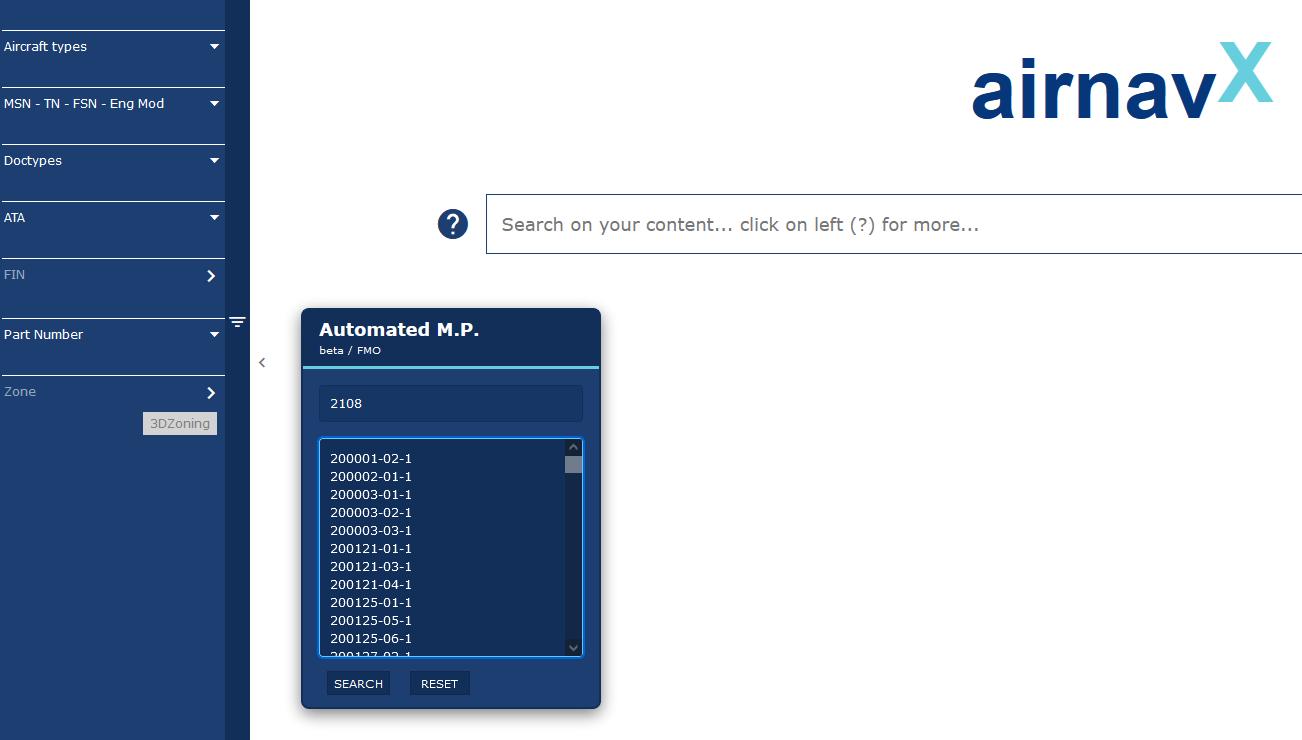 Aircraft types
MSN - TN - FSN - Eng Mod
Doctypes
ATA
FIN
Part Number
Zone
3DZoning
airnavX
?
Search on your content... click on left (?) for more...
Automated M.P.
beta / FMO
2108
200001-02-1
200002-01-1
200003-01-1
200003-02-1
200003-03-1
200121-01-1
200121-03-1
200121-04-1
200125-01-1
200125-05-1
200125-06-1
SEARCH
RESET